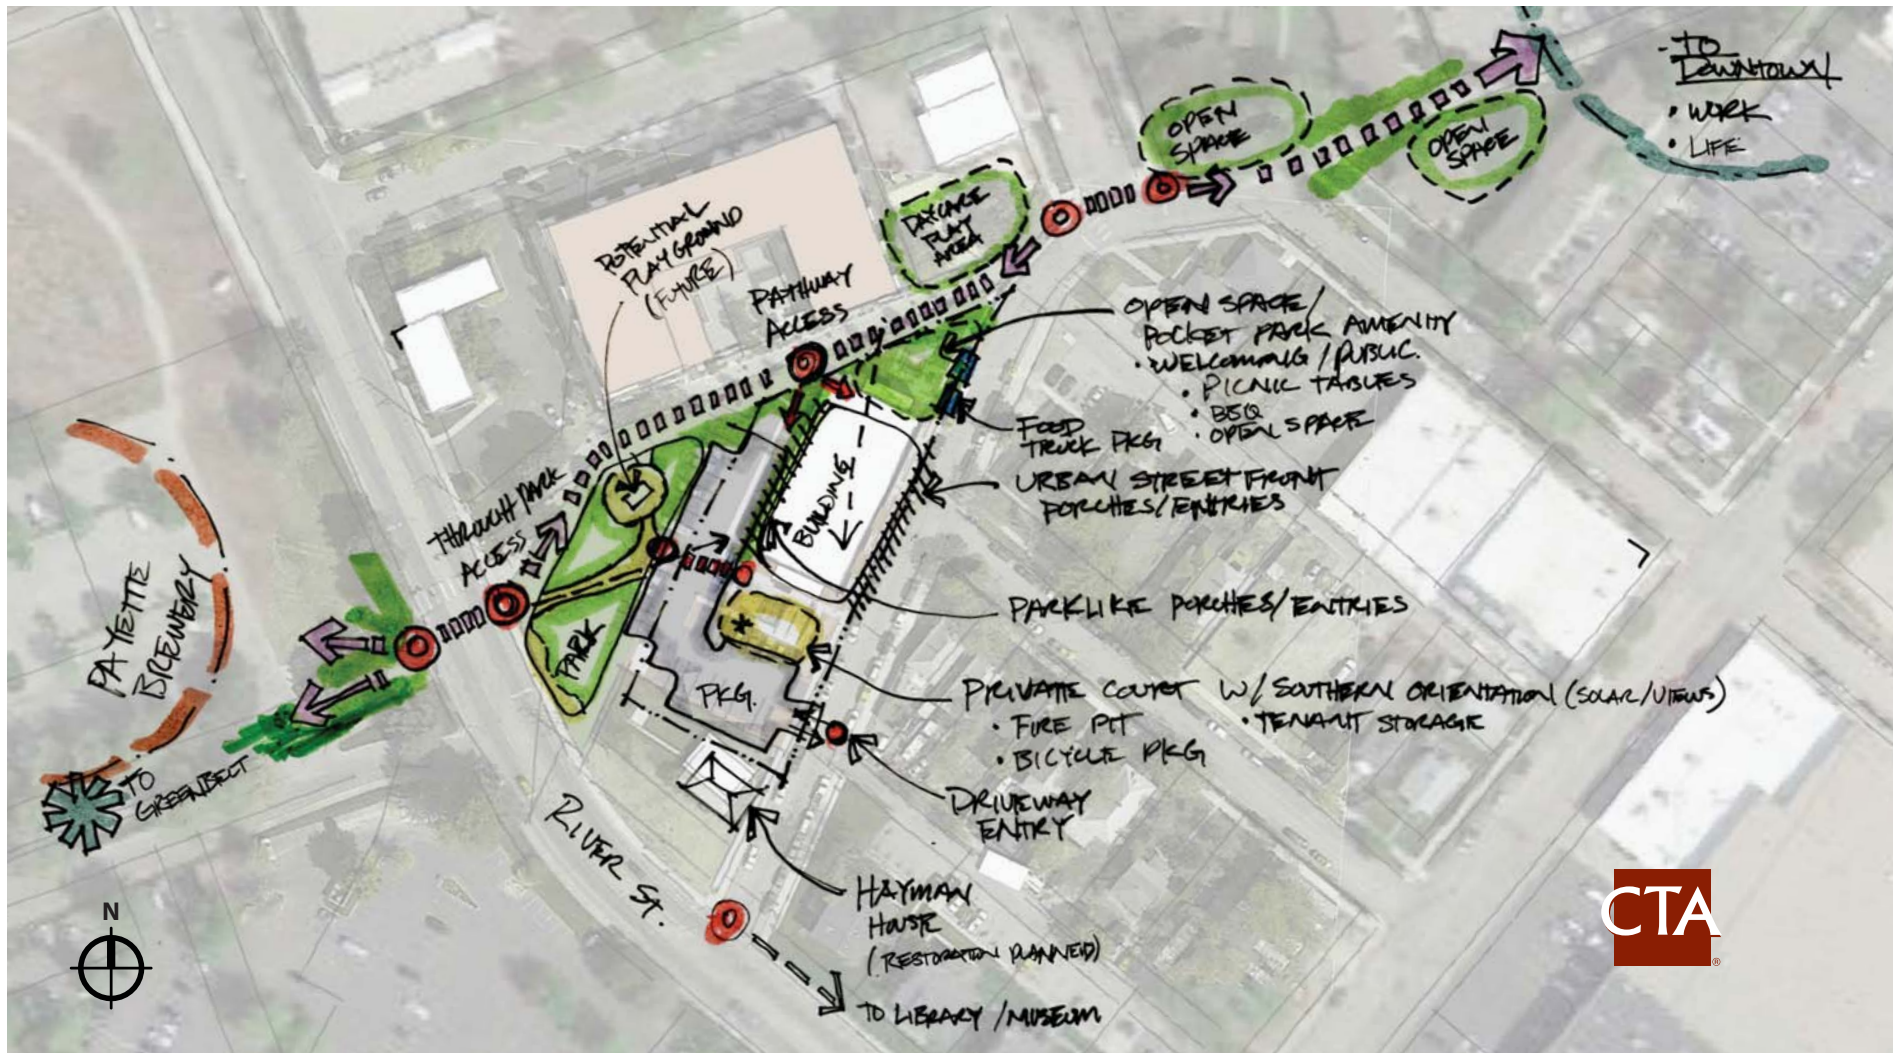 - TO
DOWNTOWN
• WORK
• LIFE
OPEN
SPACE
OPEN
SPACE
DAYCARE
PLAY
AREA
POTENTIAL
PLAYGROUND
(FUTURE)
PATHWAY
ACCESS
OPEN SPACE/
POCKET PARK AMENITY
• WELCOMING / PUBLIC.
• PICNIC TABLES
• BBQ
• OPEN SPACE
FOOD
TRUCK PKG
URBAN STREET FRONT
PORCHES/ENTRIES
BUILDING
THROUGH PARK
ACCESS
PARKLIKE PORCHES/ENTRIES
PARK
PKG.
PAYETTE
BREWERY
PRIVATE COURT W/ SOUTHERN ORIENTATION (SOLAR/VIEWS)
• FIRE PIT • TENANT STORAGE
• BICYCLE PKG
TO
GREENBELT
DRIVEWAY
ENTRY
RIVER ST.
HAYMAN
HOUSE
(RESTORATION PLANNED)
TO LIBRARY / MUSEUM
N
CTA
®